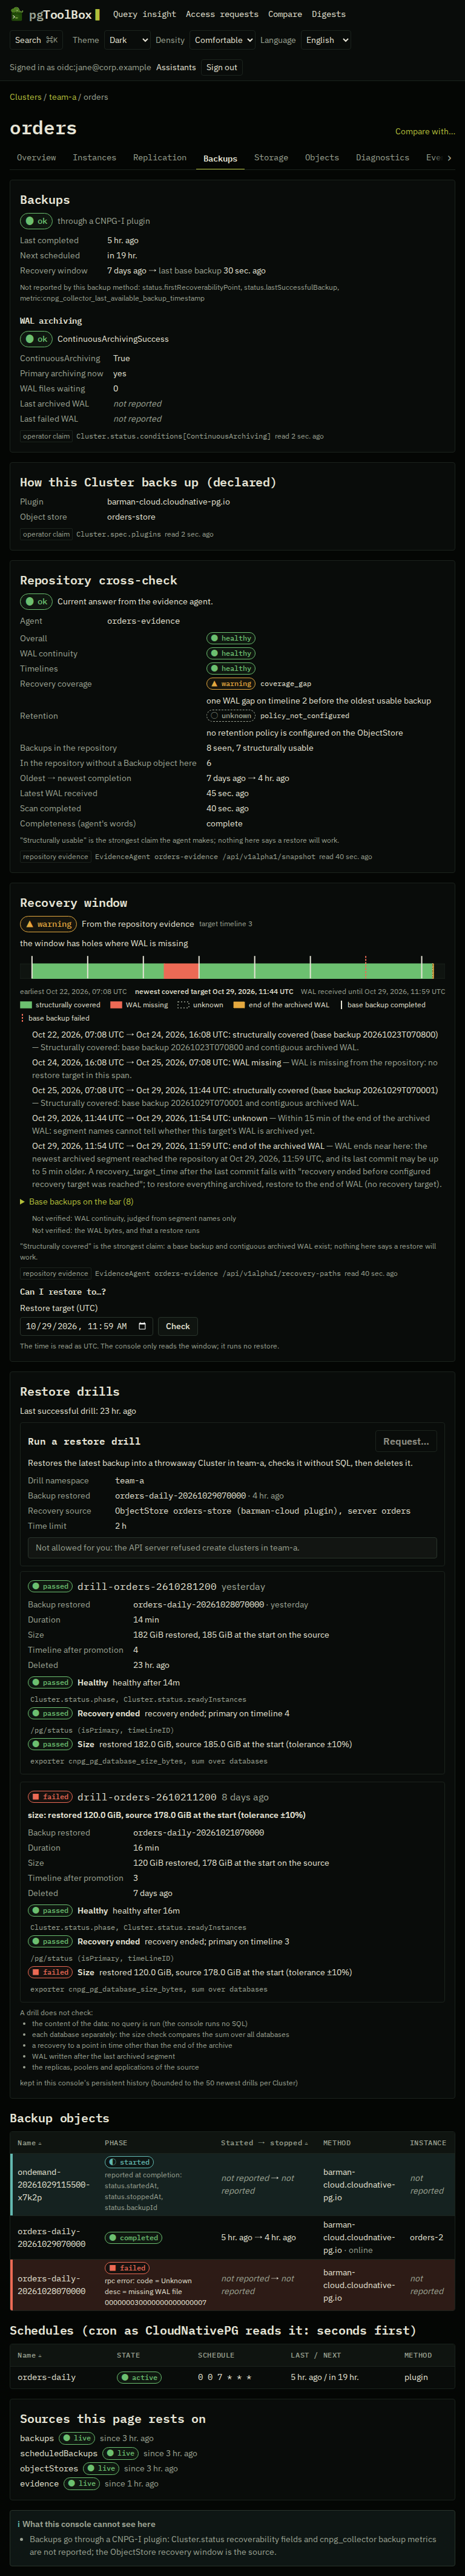 pgToolBox Query insight Access requests Compare Digests
Search ⌘K Theme Dark Density Comfortable Language English
Signed in as oidc:jane@corp.example Assistants Sign out
Clusters / team-a / orders
orders
Compare with…
Overview Instances Replication Backups Storage Objects Diagnostics Eve ›
Backups
ok through a CNPG-I plugin
Last completed 5 hr. ago
Next scheduled in 19 hr.
Recovery window 7 days ago → last base backup 30 sec. ago
Not reported by this backup method: status.firstRecoverabilityPoint, status.lastSuccessfulBackup,
metric:cnpg_collector_last_available_backup_timestamp
WAL archiving
ok ContinuousArchivingSuccess
ContinuousArchiving True
Primary archiving now yes
WAL files waiting 0
Last archived WAL not reported
Last failed WAL not reported
operator claim Cluster.status.conditions[ContinuousArchiving] read 2 sec. ago
How this Cluster backs up (declared)
Plugin barman-cloud.cloudnative-pg.io
Object store orders-store
operator claim Cluster.spec.plugins read 2 sec. ago
Repository cross-check
ok Current answer from the evidence agent.
Agent orders-evidence
Overall healthy
WAL continuity healthy
Timelines healthy
Recovery coverage warning coverage_gap
one WAL gap on timeline 2 before the oldest usable backup
Retention unknown policy_not_configured
no retention policy is configured on the ObjectStore
Backups in the repository 8 seen, 7 structurally usable
In the repository without a Backup object here 6
Oldest → newest completion 7 days ago → 4 hr. ago
Latest WAL received 45 sec. ago
Scan completed 40 sec. ago
Completeness (agent's words) complete
"Structurally usable" is the strongest claim the agent makes; nothing here says a restore will work.
repository evidence EvidenceAgent orders-evidence /api/v1alpha1/snapshot read 40 sec. ago
Recovery window
warning From the repository evidence target timeline 3
the window has holes where WAL is missing
earliest Oct 22, 2026, 07:08 UTC newest covered target Oct 29, 2026, 11:44 UTC WAL received until Oct 29, 2026, 11:59 UTC
structurally covered WAL missing unknown end of the archived WAL base backup completed
base backup failed
Oct 22, 2026, 07:08 UTC → Oct 24, 2026, 16:08 UTC: structurally covered (base backup 20261023T070800)
— Structurally covered: base backup 20261023T070800 and contiguous archived WAL.
Oct 24, 2026, 16:08 UTC → Oct 25, 2026, 07:08 UTC: WAL missing — WAL is missing from the repository: no
restore target in this span.
Oct 25, 2026, 07:08 UTC → Oct 29, 2026, 11:44 UTC: structurally covered (base backup 20261029T070001)
— Structurally covered: base backup 20261029T070001 and contiguous archived WAL.
Oct 29, 2026, 11:44 UTC → Oct 29, 2026, 11:54 UTC: unknown — Within 15 min of the end of the archived
WAL: segment names cannot tell whether this target's WAL is archived yet.
Oct 29, 2026, 11:54 UTC → Oct 29, 2026, 11:59 UTC: end of the archived WAL — WAL ends near here: the
newest archived segment reached the repository at Oct 29, 2026, 11:59 UTC, and its last commit may be up
to 5 min older. A recovery_target_time after the last commit fails with "recovery ended before configured
recovery target was reached"; to restore everything archived, restore to the end of WAL (no recovery target).
Base backups on the bar (8)
Not verified: WAL continuity, judged from segment names only
Not verified: the WAL bytes, and that a restore runs
"Structurally covered" is the strongest claim: a base backup and contiguous archived WAL exist; nothing here says a restore will
work.
repository evidence EvidenceAgent orders-evidence /api/v1alpha1/recovery-paths read 40 sec. ago
Can I restore to…?
Restore target (UTC)
10/29/2026, 11:59 AM Check
The time is read as UTC. The console only reads the window; it runs no restore.
Restore drills
Last successful drill: 23 hr. ago
Run a restore drill Request…
Restores the latest backup into a throwaway Cluster in team-a, checks it without SQL, then deletes it.
Drill namespace team-a
Backup restored orders-daily-20261029070000 · 4 hr. ago
Recovery source ObjectStore orders-store (barman-cloud plugin), server orders
Time limit 2 h
Not allowed for you: the API server refused create clusters in team-a.
passed drill-orders-2610281200 yesterday
Backup restored orders-daily-20261028070000 · yesterday
Duration 14 min
Size 182 GiB restored, 185 GiB at the start on the source
Timeline after promotion 4
Deleted 23 hr. ago
passed Healthy healthy after 14m
Cluster.status.phase, Cluster.status.readyInstances
passed Recovery ended recovery ended; primary on timeline 4
/pg/status (isPrimary, timeLineID)
passed Size restored 182.0 GiB, source 185.0 GiB at the start (tolerance ±10%)
exporter cnpg_pg_database_size_bytes, sum over databases
failed drill-orders-2610211200 8 days ago
size: restored 120.0 GiB, source 178.0 GiB at the start (tolerance ±10%)
Backup restored orders-daily-20261021070000
Duration 16 min
Size 120 GiB restored, 178 GiB at the start on the source
Timeline after promotion 3
Deleted 7 days ago
passed Healthy healthy after 16m
Cluster.status.phase, Cluster.status.readyInstances
passed Recovery ended recovery ended; primary on timeline 3
/pg/status (isPrimary, timeLineID)
failed Size restored 120.0 GiB, source 178.0 GiB at the start (tolerance ±10%)
exporter cnpg_pg_database_size_bytes, sum over databases
A drill does not check:
• the content of the data: no query is run (the console runs no SQL)
• each database separately: the size check compares the sum over all databases
• a recovery to a point in time other than the end of the archive
• WAL written after the last archived segment
• the replicas, poolers and applications of the source
kept in this console's persistent history (bounded to the 50 newest drills per Cluster)
Backup objects
Name PHASE Started → stopped METHOD INSTANCE
ondemand-20261029115500-x7k2p started reported at completion: status.startedAt, status.stoppedAt, status.backupId not reported → not reported barman-cloud.cloudnative-pg.io not reported
orders-daily-20261029070000 completed 5 hr. ago → 4 hr. ago barman-cloud.cloudnative-pg.io · online orders-2
orders-daily-20261028070000 failed rpc error: code = Unknown desc = missing WAL file 000000030000000000000007 not reported → not reported barman-cloud.cloudnative-pg.io not reported
Schedules (cron as CloudNativePG reads it: seconds first)
Name STATE SCHEDULE LAST / NEXT METHOD
orders-daily active 0 0 7 * * * 5 hr. ago / in 19 hr. plugin
Sources this page rests on
backups live since 3 hr. ago
scheduledBackups live since 3 hr. ago
objectStores live since 3 hr. ago
evidence live since 1 hr. ago
i What this console cannot see here
• Backups go through a CNPG-I plugin: Cluster.status recoverability fields and cnpg_collector backup metrics
are not reported; the ObjectStore recovery window is the source.